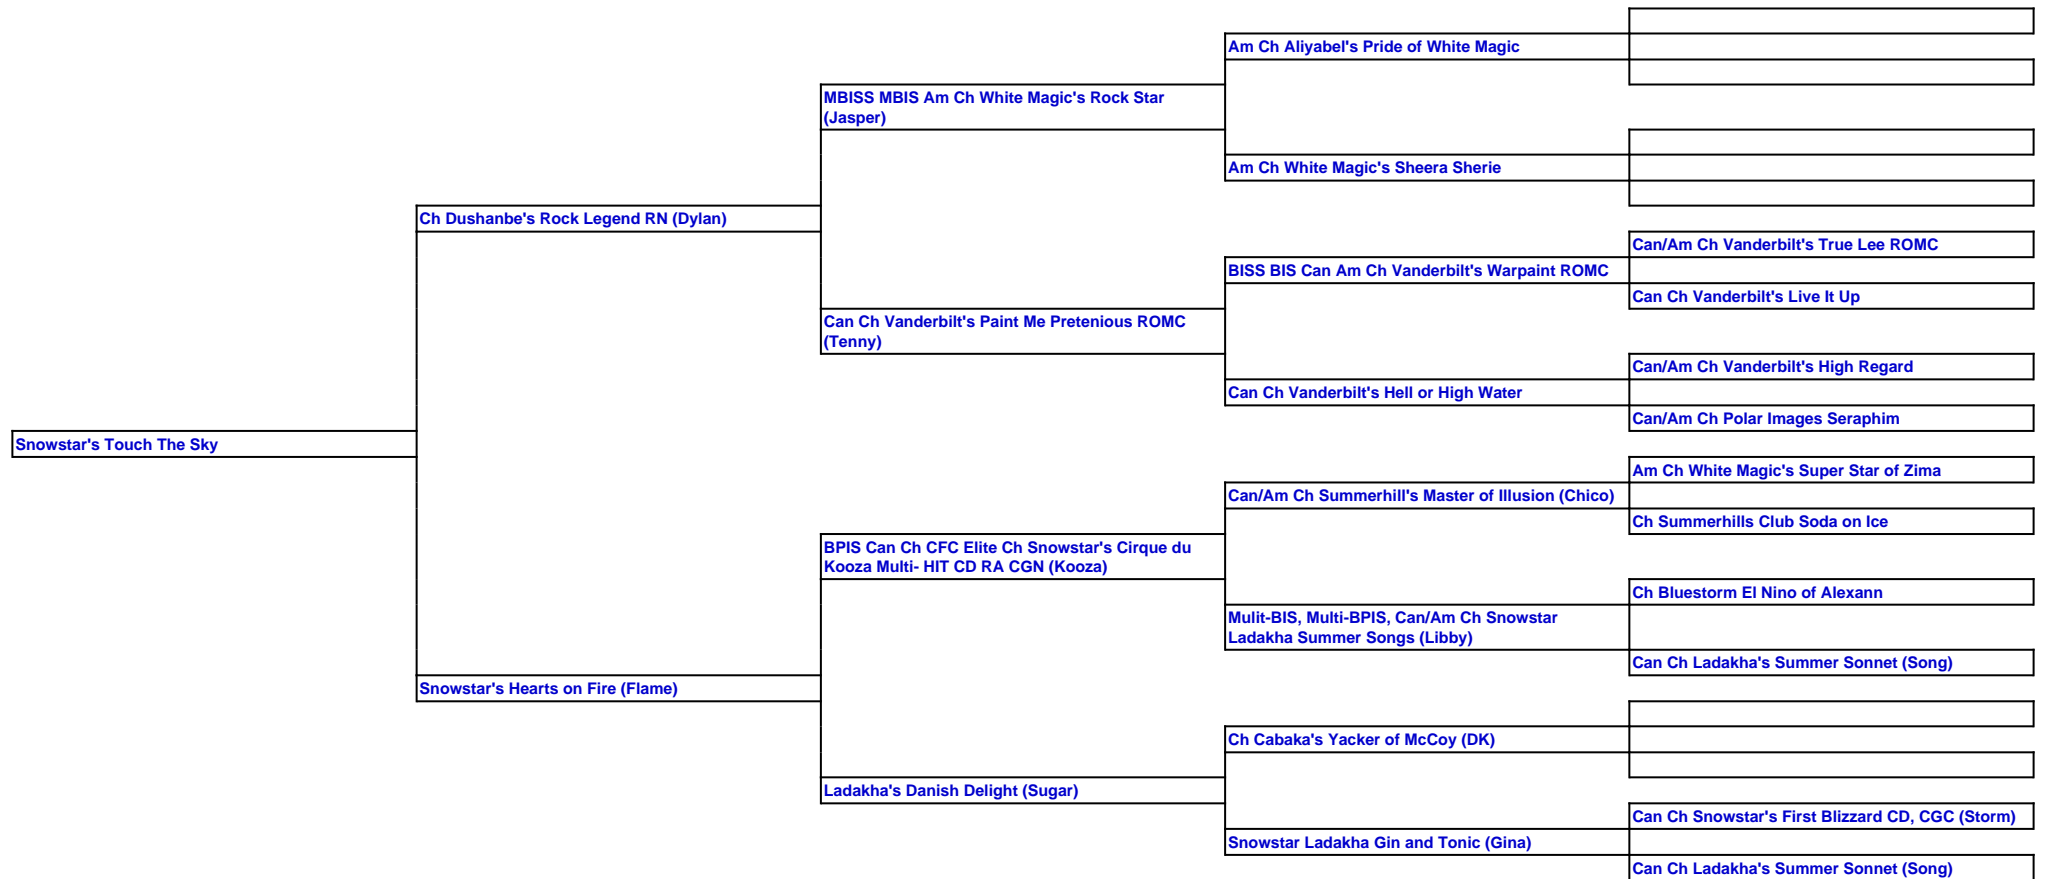 Am Ch Aliyabel's Pride of White Magic
MBISS MBIS Am Ch White Magic's Rock Star
(Jasper)
Am Ch White Magic's Sheera Sherie
Ch Dushanbe's Rock Legend RN (Dylan)
Can/Am Ch Vanderbilt's True Lee ROMC
BISS BIS Can Am Ch Vanderbilt's Warpaint ROMC
Can Ch Vanderbilt's Live It Up
Can Ch Vanderbilt's Paint Me Pretenious ROMC
(Tenny)
Can/Am Ch Vanderbilt's High Regard
Can Ch Vanderbilt's Hell or High Water
Can/Am Ch Polar Images Seraphim
Snowstar's Touch The Sky
Am Ch White Magic's Super Star of Zima
Can/Am Ch Summerhill's Master of Illusion (Chico)
Ch Summerhills Club Soda on Ice
BPIS Can Ch CFC Elite Ch Snowstar's Cirque du
Kooza Multi- HIT CD RA CGN (Kooza)
Ch Bluestorm El Nino of Alexann
Mulit-BIS, Multi-BPIS, Can/Am Ch Snowstar
Ladakha Summer Songs (Libby)
Can Ch Ladakha's Summer Sonnet (Song)
Snowstar's Hearts on Fire (Flame)
Ch Cabaka's Yacker of McCoy (DK)
Ladakha's Danish Delight (Sugar)
Can Ch Snowstar's First Blizzard CD, CGC (Storm)
Snowstar Ladakha Gin and Tonic (Gina)
Can Ch Ladakha's Summer Sonnet (Song)